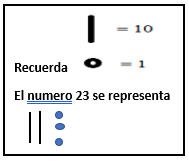 = 10
Recuerda = 1
El numero 23 se representa